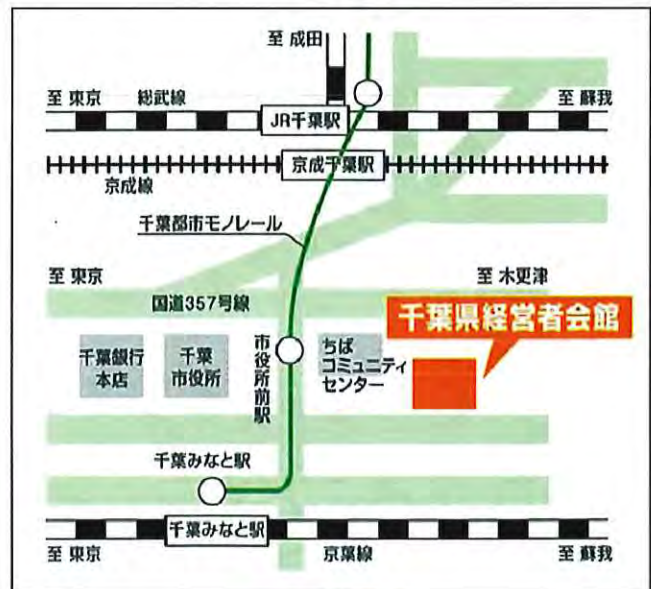 至 成田
至 東京
総武線
至 蘇我
JR千葉駅
京成千葉駅
京成線
千葉都市モノレール
至 東京
至 木更津
国道357号線
千葉県経営者会館
千葉銀行
本店
千葉
市役所
市役所前駅
ちば
コミュニティ
センター
千葉みなと駅
千葉みなと駅
至 東京
京葉線
至 蘇我